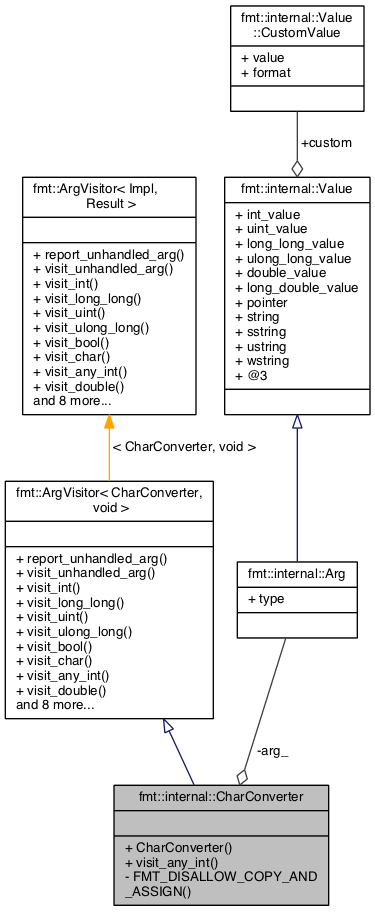 fmt::internal::Value
::CustomValue
+ value
+ format
+custom
fmt::ArgVisitor< Impl,
Result >
+ report_unhandled_arg()
+ visit_unhandled_arg()
+ visit_int()
+ visit_long_long()
+ visit_uint()
+ visit_ulong_long()
+ visit_bool()
+ visit_char()
+ visit_any_int()
+ visit_double()
and 8 more...
fmt::internal::Value
+ int_value
+ uint_value
+ long_long_value
+ ulong_long_value
+ double_value
+ long_double_value
+ pointer
+ string
+ sstring
+ ustring
+ wstring
+ @3
< CharConverter, void >
fmt::ArgVisitor< CharConverter,
void >
+ report_unhandled_arg()
+ visit_unhandled_arg()
+ visit_int()
+ visit_long_long()
+ visit_uint()
+ visit_ulong_long()
+ visit_bool()
+ visit_char()
+ visit_any_int()
+ visit_double()
and 8 more...
fmt::internal::Arg
+ type
-arg_
fmt::internal::CharConverter
+ CharConverter()
+ visit_any_int()
- FMT_DISALLOW_COPY_AND
_ASSIGN()